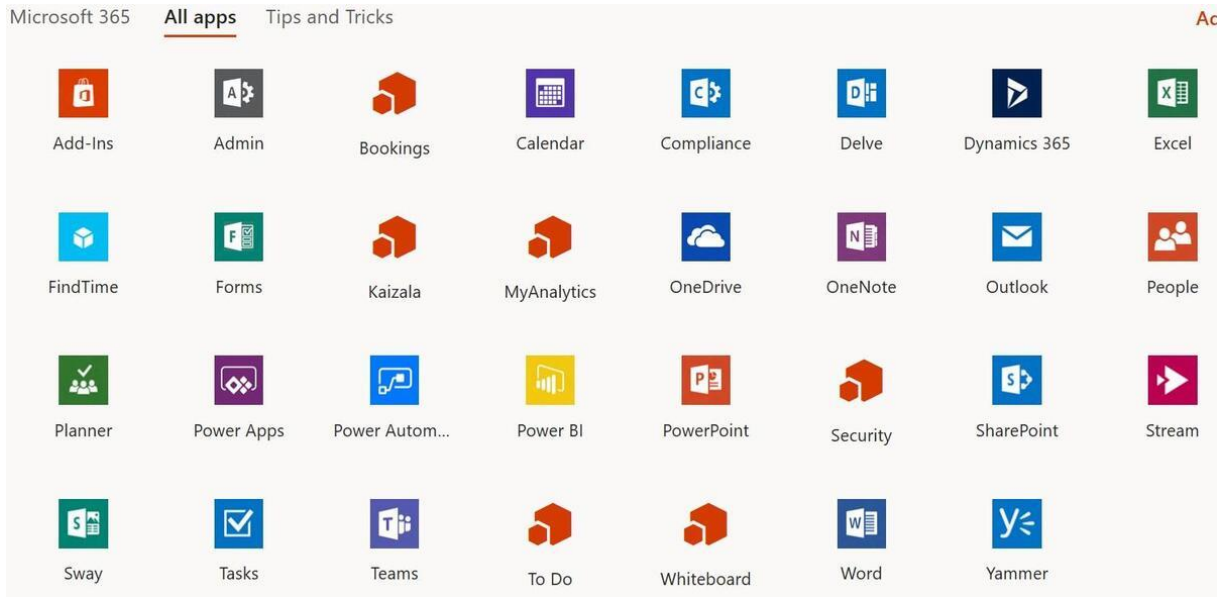 Microsoft 365 All apps Tips and Tricks
Add-Ins Admin Bookings Calendar Compliance Delve Dynamics 365 Excel
FindTime Forms Kaizala MyAnalytics OneDrive OneNote Outlook People
Planner Power Apps Power Autom... Power BI PowerPoint Security SharePoint Stream
Sway Tasks Teams To Do Whiteboard Word Yammer